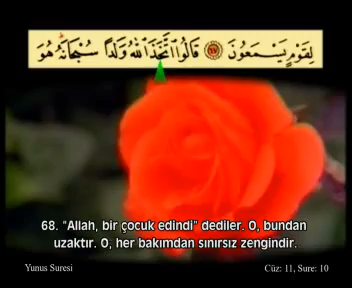 لِقَوْمٍ يَسْمَعُونَ ﴿٦٧﴾ قَالُوا اتَّخَذَ اللّٰهُ وَلَدًا سُبْحَانَهُ هُوَ
68. "Allah, bir çocuk edindi" dediler. O, bundan
uzaktır. O, her bakımdan sınırsız zengindir.
Yunus Suresi
Cüz: 11, Sure: 10